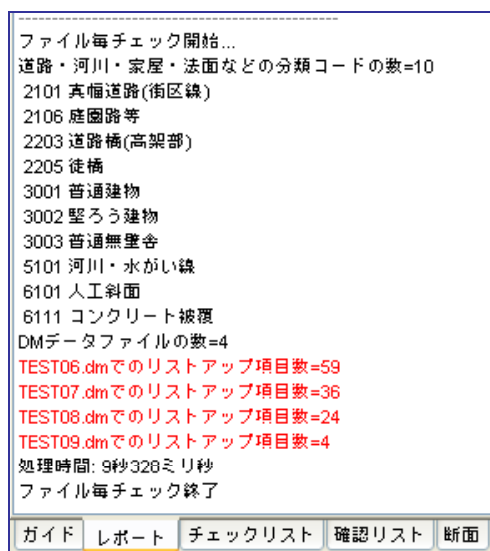 ファイル毎チェック開始...
道路・河川・家屋・法面などの分類コードの数=10
2101 真幅道路(街区線)
2106 庭園路等
2203 道路橋(高架部)
2205 徒橋
3001 普通建物
3002 堅ろう建物
3003 普通無壁舎
5101 河川・水がい線
6101 人工斜面
6111 コンクリート被覆
DMデータファイルの数=4
TEST06.dmでのリストアップ項目数=59
TEST07.dmでのリストアップ項目数=36
TEST08.dmでのリストアップ項目数=24
TEST09.dmでのリストアップ項目数=4
処理時間: 9秒328ミリ秒
ファイル毎チェック終了
ガイド レポート チェックリスト 確認リスト 断面